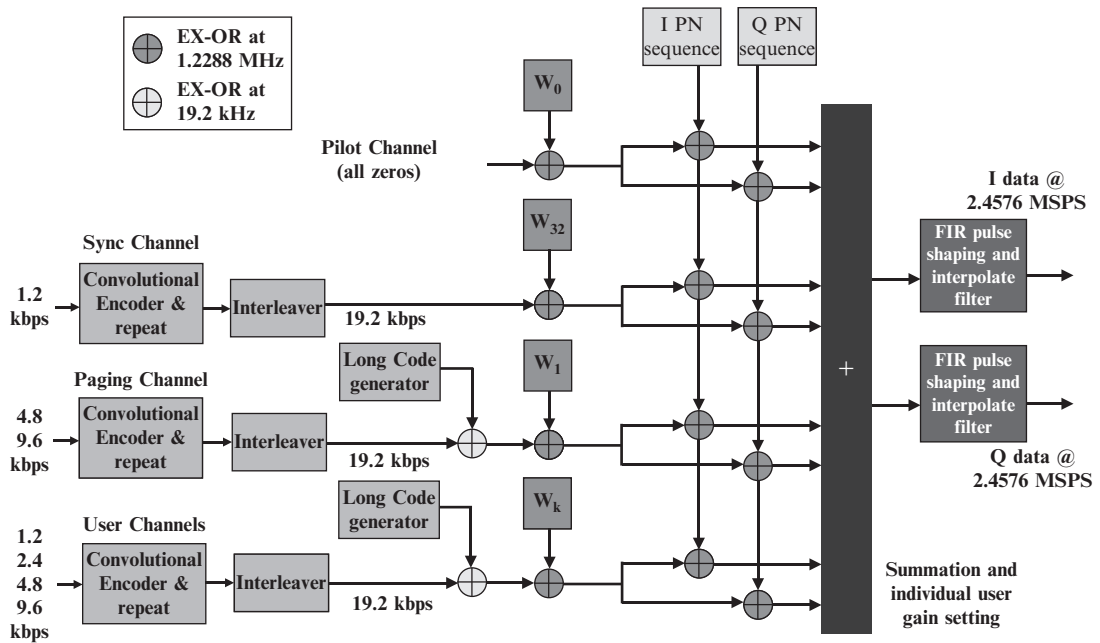 EX-OR at
1.2288 MHz
EX-OR at
19.2 kHz
I PN
sequence
Q PN
sequence
W0
Pilot Channel
(all zeros)
W32
Sync Channel
1.2
kbps
Convolutional
Encoder &
repeat
Interleaver
19.2 kbps
Long Code
generator
W1
Paging Channel
4.8
9.6
kbps
Convolutional
Encoder &
repeat
Interleaver
19.2 kbps
Long Code
generator
Wk
User Channels
1.2
2.4
4.8
9.6
kbps
Convolutional
Encoder &
repeat
Interleaver
19.2 kbps
+
I data @
2.4576 MSPS
FIR pulse
shaping and
interpolate
filter
FIR pulse
shaping and
interpolate
filter
Q data @
2.4576 MSPS
Summation and
individual user
gain setting